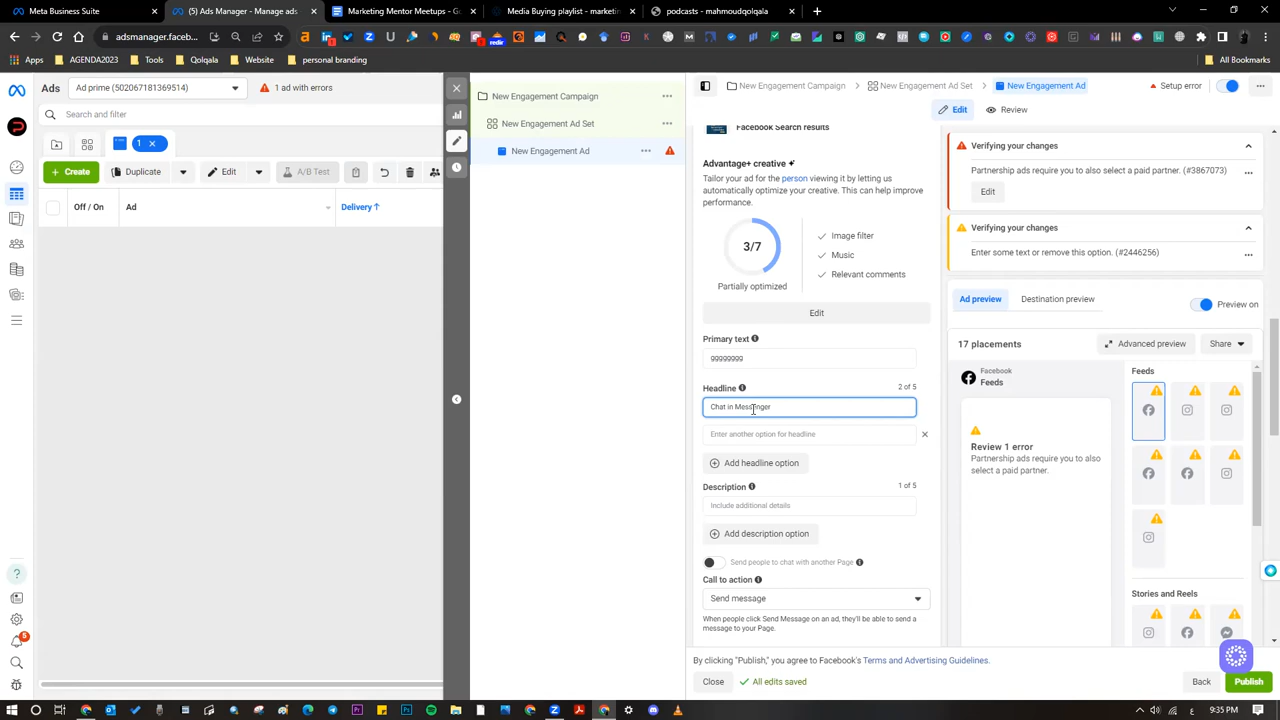 Meta Business Suite
(5) Ads Manager - Manage ads
Marketing Mentor Meetups - Go
Media Buying playlist - marketin
podcasts - mahmoudqolaqla
adsmanager.face
redir
AGENDA2023
Tools
Qolqala
Website
personal branding
All Bookmarks
Ads
Ad prime (502067181369514)
1 ad with errors
Search and filter
1
Create
Duplicate
Edit
A/B Test
Off / On
Ad
Delivery ↑
5
New Engagement Campaign
New Engagement Ad Set
New Engagement Ad
New Engagement Campaign
New Engagement Ad Set
New Engagement Ad
Setup error
Edit
Review
Facebook Search results
Advantage+ creative
Tailor your ad for the person viewing it by letting us
automatically optimize your creative. This can help improve
performance.
3/7
Partially optimized
Image filter
Music
Relevant comments
Edit
Primary text
gggggggg
Headline
2 of 5
Chat in Messenger
Enter another option for headline
Add headline option
Description
1 of 5
Include additional details
Add description option
Send people to chat with another Page
Call to action
Send message
When people click Send Message on an ad, they'll be able to send a
message to your Page.
Verifying your changes
Partnership ads require you to also select a paid partner. (#3867073)
Edit
Verifying your changes
Enter some text or remove this option. (#2446256)
Ad preview
Destination preview
Preview on
17 placements
Advanced preview
Share
Facebook
Feeds
Review 1 error
Partnership ads require you to also
select a paid partner.
Feeds
Stories and Reels
By clicking "Publish," you agree to Facebook's Terms and Advertising Guidelines.
Close
All edits saved
Back
Publish